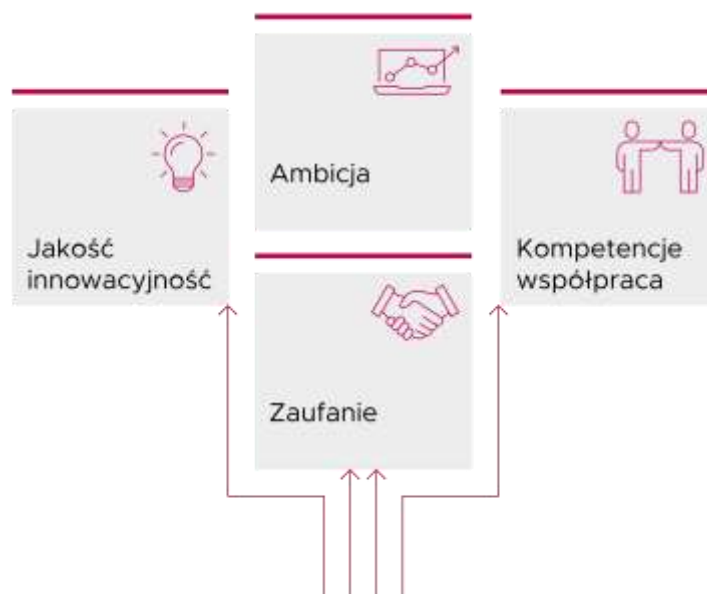 Ambicja
Jakość
innowacyjność
Kompetencje
współpraca
Zaufanie